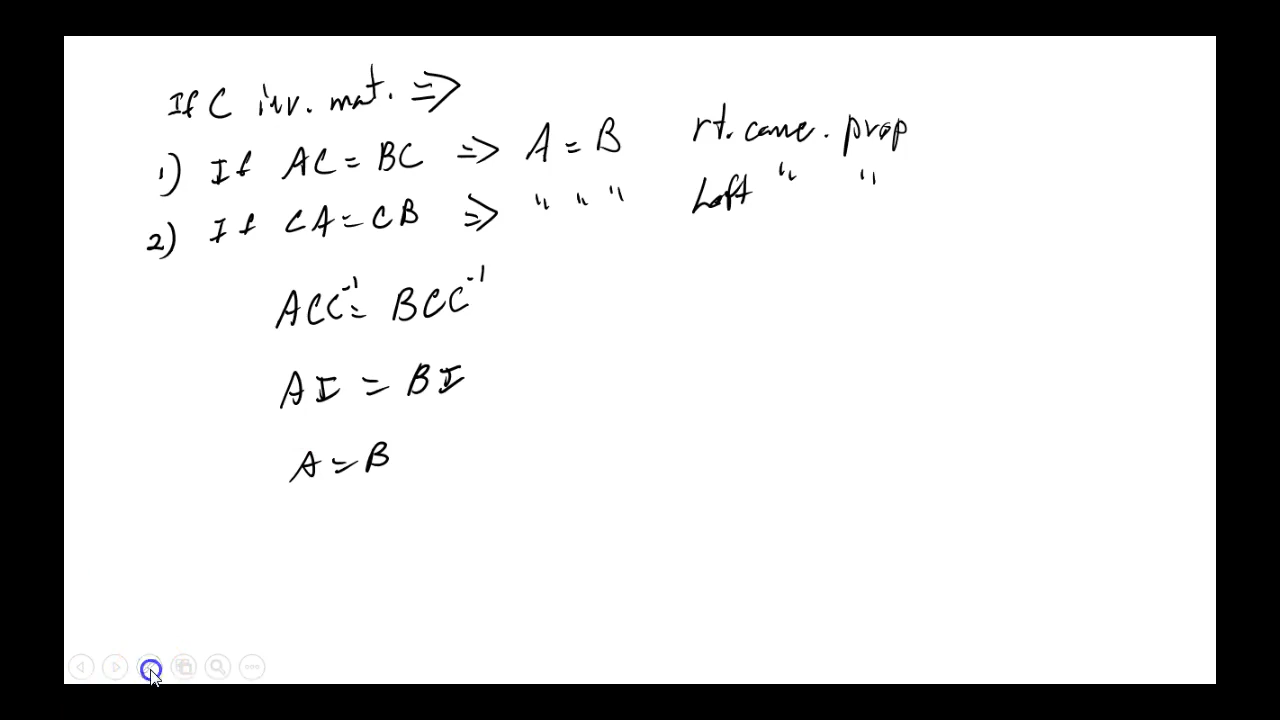 If C inv. mat. =>
1) If AC = BC => A = B rt. canc. prop
2) If CA = CB => " " " Left " "
ACC⁻¹ = BCC⁻¹
AI = BI
A = B